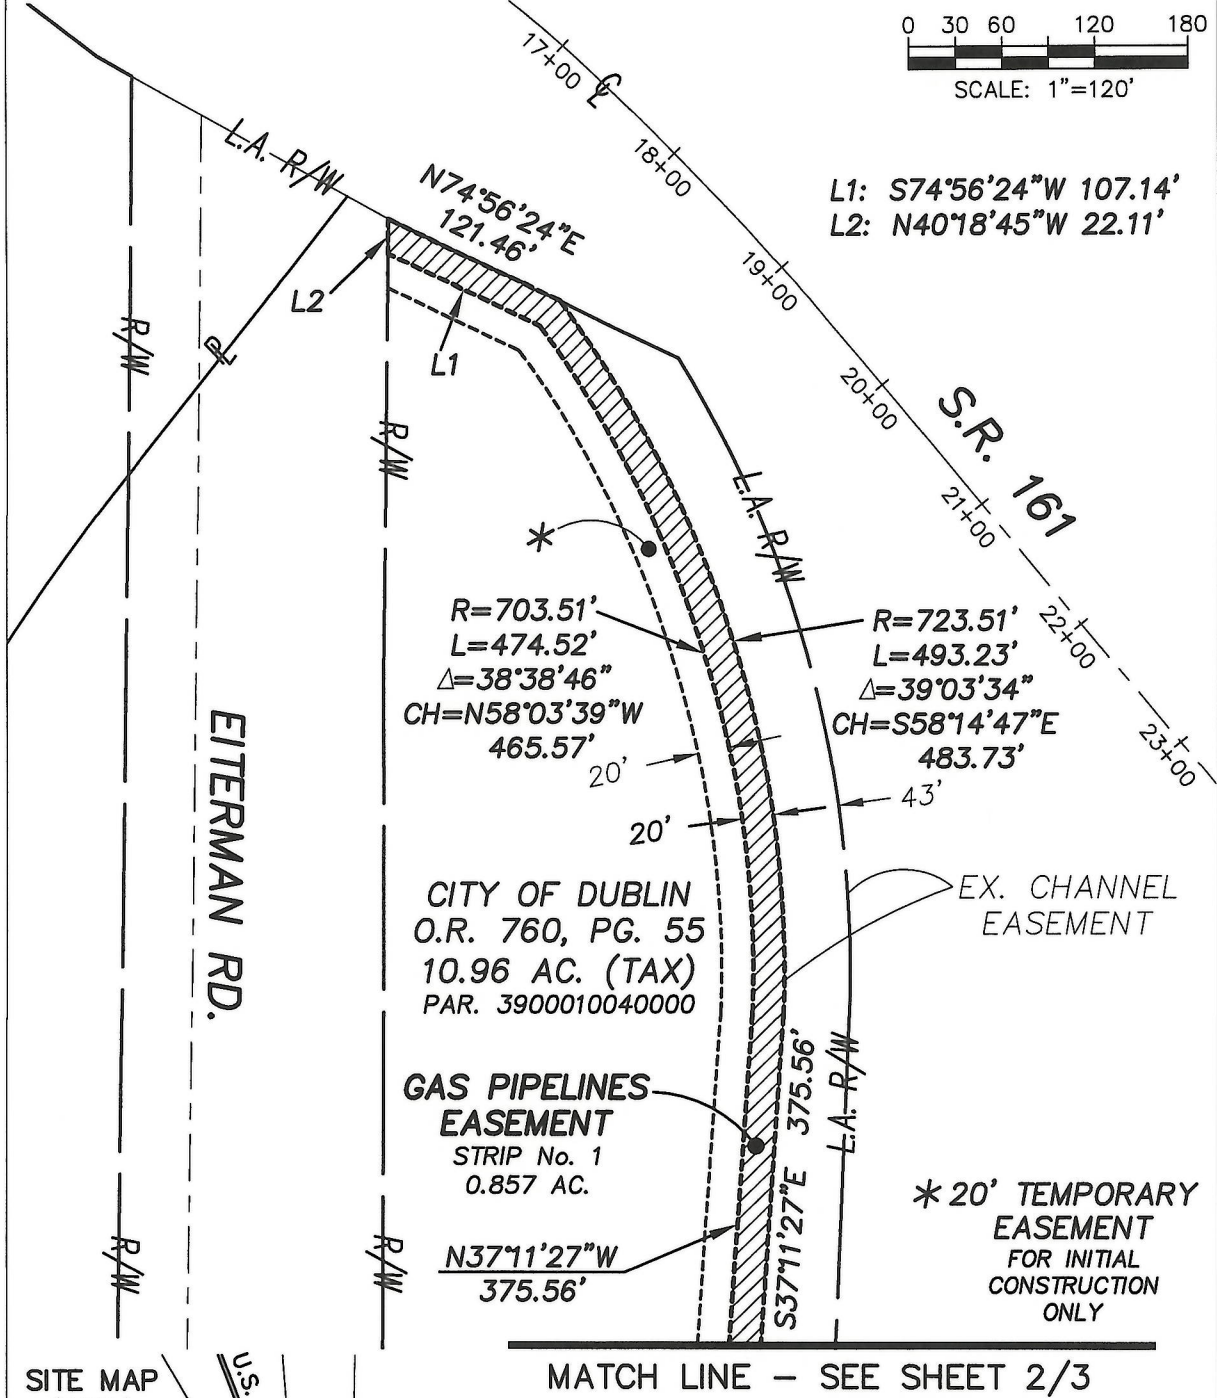 0 30 60 120 180
SCALE: 1"=120'
17+00
℄
18+00
19+00
20+00
21+00
22+00
23+00
S.R. 161
L1: S74°56'24"W 107.14'
L2: N40°18'45"W 22.11'
L.A. R/W
N74°56'24"E
121.46'
L2
L1
R/W
PL
R/W
L.A. R/W
*
R=703.51'
L=474.52'
Δ=38°38'46"
CH=N58°03'39"W
465.57'
R=723.51'
L=493.23'
Δ=39°03'34"
CH=S58°14'47"E
483.73'
20'
43'
20'
EITERMAN RD.
CITY OF DUBLIN
O.R. 760, PG. 55
10.96 AC. (TAX)
PAR. 3900010040000
EX. CHANNEL
EASEMENT
GAS PIPELINES
EASEMENT
STRIP No. 1
0.857 AC.
S37°11'27"E 375.56'
L.A. R/W
N37°11'27"W
375.56'
R/W
R/W
* 20' TEMPORARY
EASEMENT
FOR INITIAL
CONSTRUCTION
ONLY
SITE MAP
U.S.
MATCH LINE – SEE SHEET 2/3